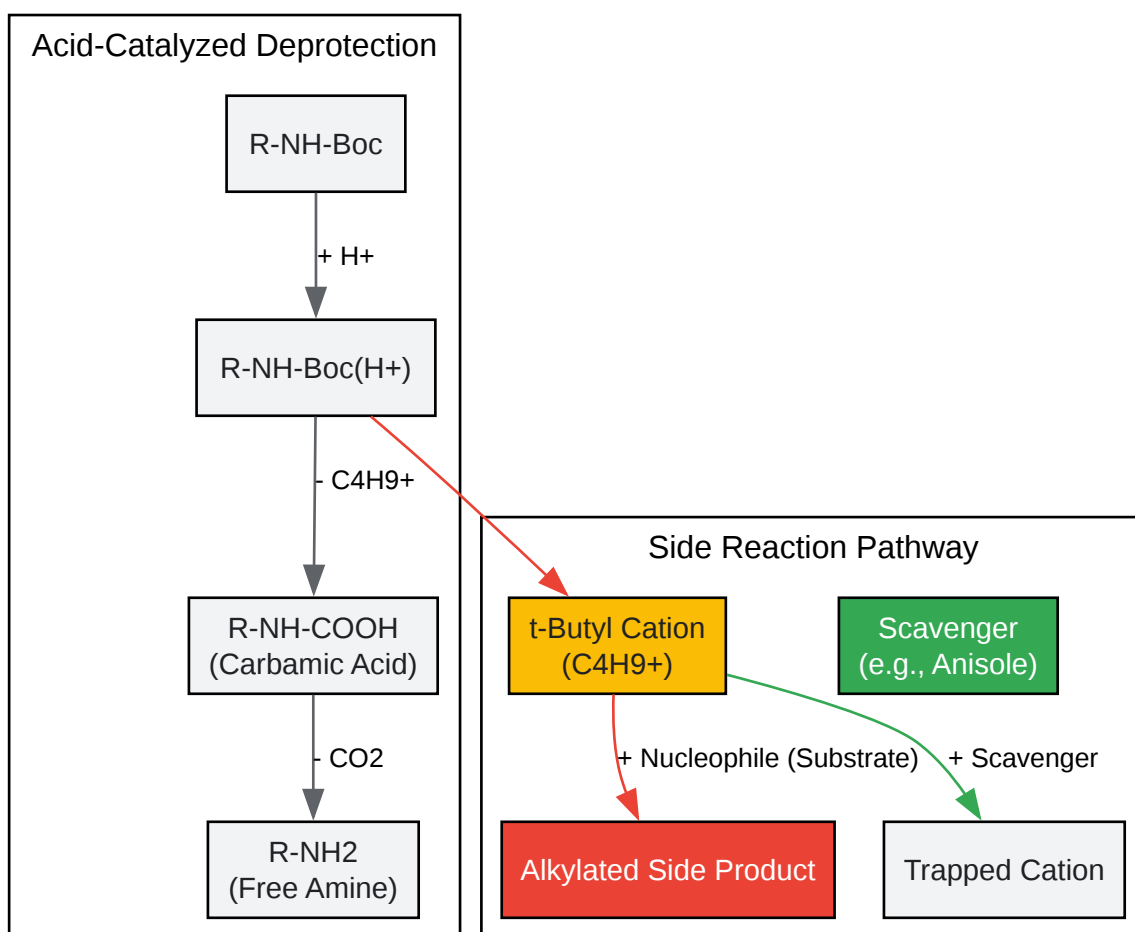 Acid-Catalyzed Deprotection
R-NH-Boc
+ H+
R-NH-Boc(H+)
- C4H9+
R-NH-COOH
(Carbamic Acid)
- CO2
R-NH2
(Free Amine)
Side Reaction Pathway
t-Butyl Cation
(C4H9+)
Scavenger
(e.g., Anisole)
+ Nucleophile (Substrate)
+ Scavenger
Alkylated Side Product
Trapped Cation